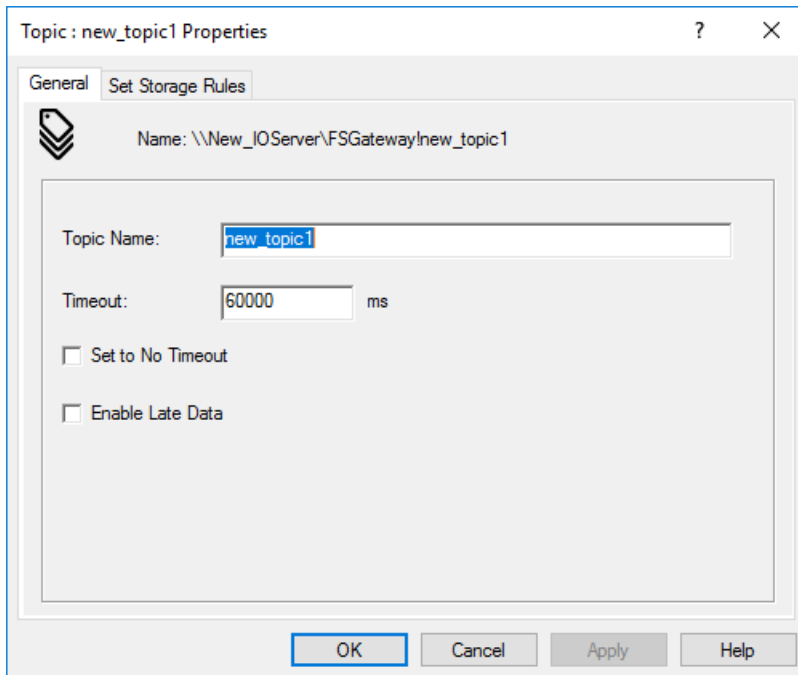 Topic : new_topic1 Properties
?
General
Set Storage Rules
Name: \\New_IOServer\FSGateway!new_topic1
Topic Name:
new_topic1
Timeout:
60000
ms
Set to No Timeout
Enable Late Data
OK
Cancel
Apply
Help